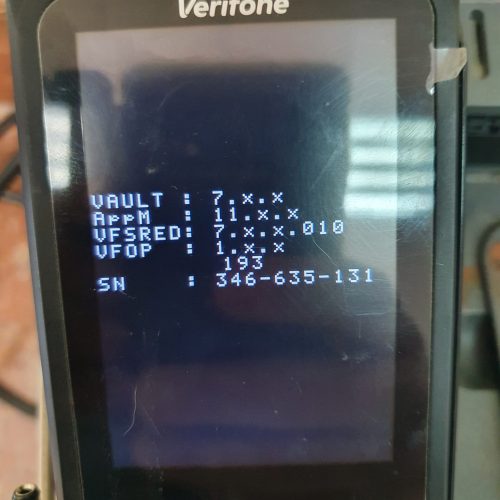 Verifone
VAULT : 7.x.x
AppM : 11.x.x
VFSRED: 7.x.x.010
VFOP : 1.x.x
193
SN : 346-635-131